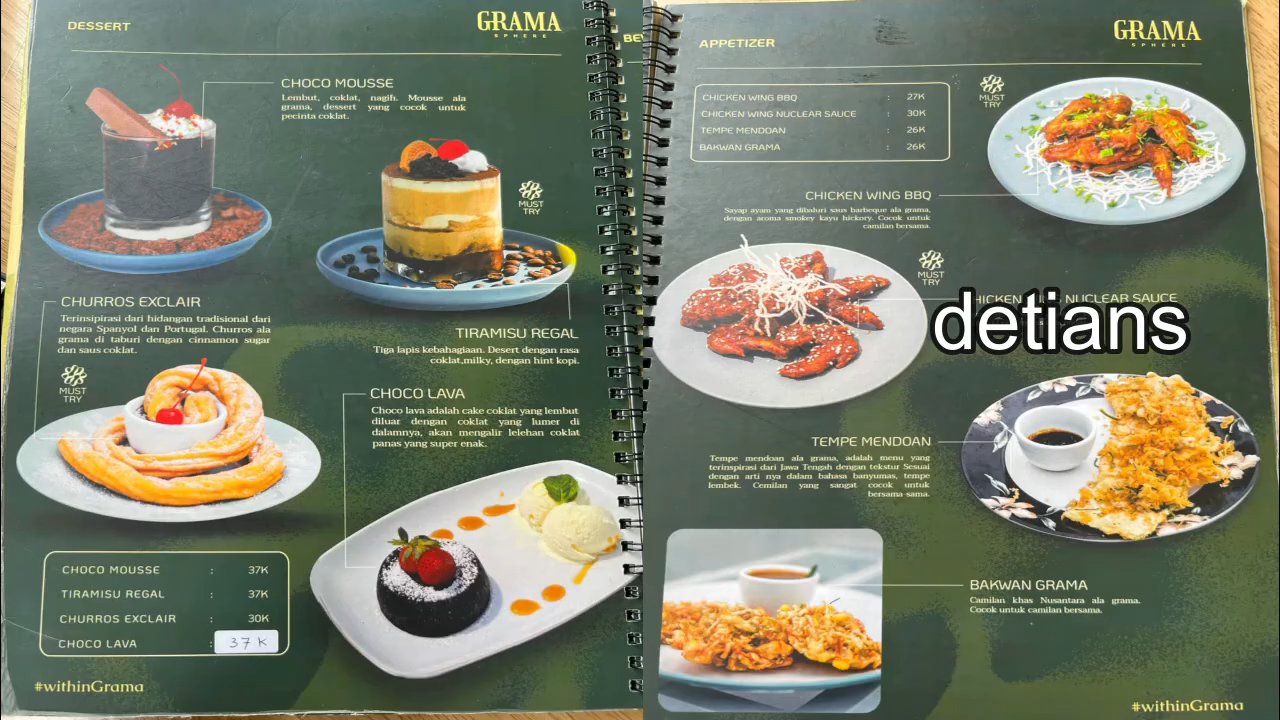 DESSERT
GRAMA
SPHERE
CHOCO MOUSSE
Lembut, coklat, nagih. Mousse ala
grama, dessert yang cocok untuk
pecinta coklat.
MUST
TRY
CHURROS EXCLAIR
Terinsipirasi dari hidangan tradisional dari
negara Spanyol dan Portugal. Churros ala
grama di taburi dengan cinnamon sugar
dan saus coklat.
MUST
TRY
TIRAMISU REGAL
Tiga lapis kebahagiaan. Desert dengan rasa
coklat,milky, dengan hint kopi.
CHOCO LAVA
Choco lava adalah cake coklat yang lembut
diluar dengan coklat yang lumer di
dalamnya, akan mengalir lelehan coklat
panas yang super enak.
CHOCO MOUSSE : 37K
TIRAMISU REGAL : 37K
CHURROS EXCLAIR : 30K
CHOCO LAVA : 37K
#withinGrama
APPETIZER
GRAMA
SPHERE
CHICKEN WING BBQ : 27K
CHICKEN WING NUCLEAR SAUCE : 30K
TEMPE MENDOAN : 26K
BAKWAN GRAMA : 26K
MUST
TRY
CHICKEN WING BBQ
Sayap ayam yang dibaluri saus barbeque ala grama,
dengan acoma smokey kayu hickory. Cocok untuk
camilan bersama.
MUST
TRY
NUCLEAR SAUCE
detians
TEMPE MENDOAN
Tempe mendoan ala grama, adalah menu yang
terinspirasi dari Jawa Tengah dengan tekstur Sesuai
dengan arti nya dalam bahasa banyumas, tempe
lembek. Cemilan yang sangat cocok untuk
bersama-sama.
BAKWAN GRAMA
Camilan khas Nusantara ala grama.
Cocok untuk camilan bersama.
#withinGrama